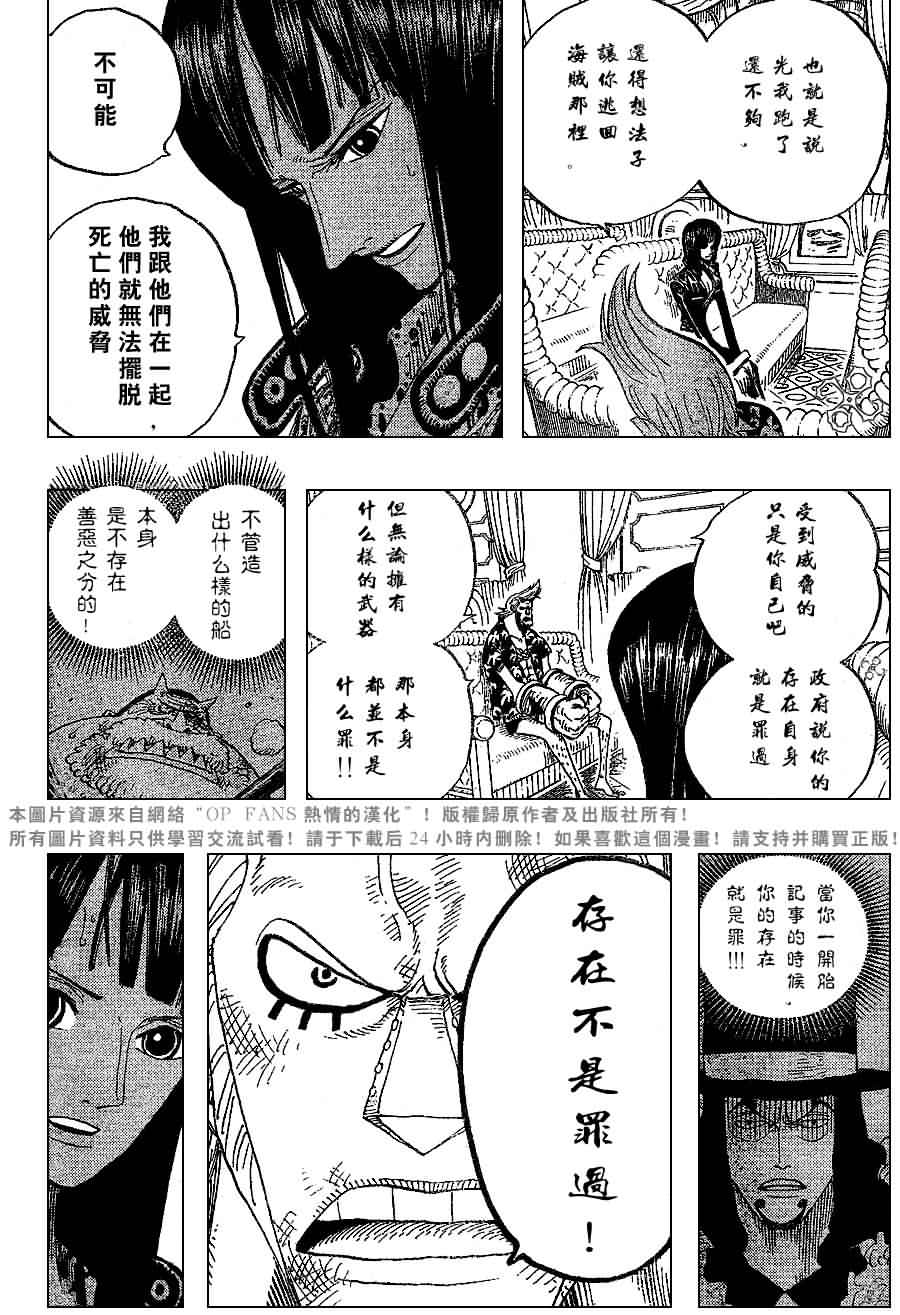 也就是說
光我跑了
還不夠。
還得想法子
讓你逃回
海賊那裡。
不可能
我跟他們在一起，
他們就無法擺脱
死亡的威脅
受到威脅的
只是你自己吧
政府說你的
存在自身
就是罪過
但無論擁有
什么樣的武器
那本身
都並不是
什么罪!!
不管造
出什么樣的船
本身
是不存在
善惡之分的！
本圖片資源來自網絡“OP FANS 熱情的漢化”！版權歸原作者及出版社所有！
所有圖片資料只供學習交流試看！請于下載后 24 小時内删除！如果喜歡這個漫畫！請支持并購買正版！
當你一開胎
記事的時候，
你的存在
就是罪!!!
存在不是罪過！